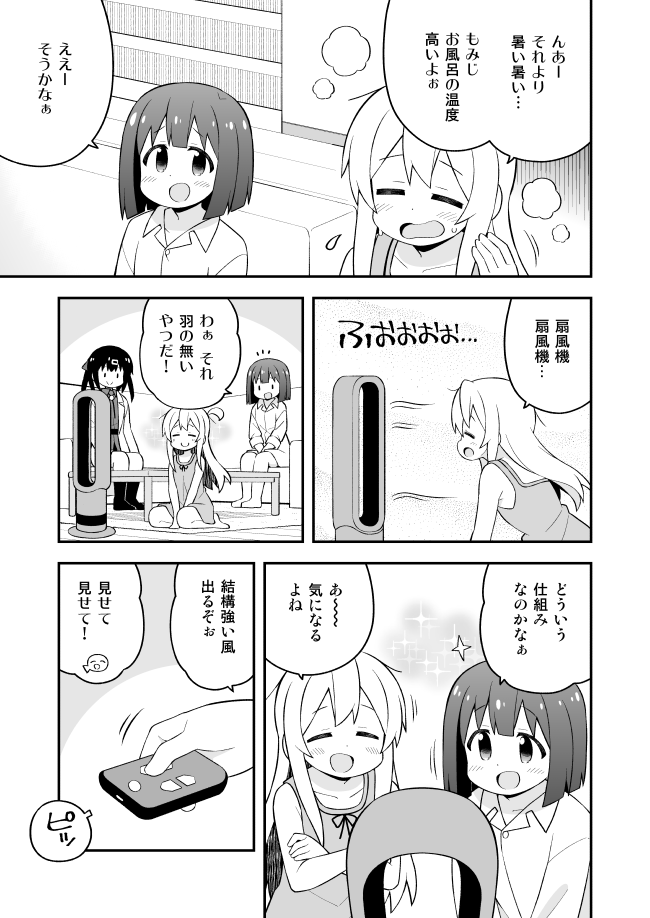 んあー
それより
暑い暑い…
もみじ
お風呂の温度
高いよぉ
ええー
そうかなぁ
扇風機
扇風機…
ふおおおお…
わぁ それ
羽の無い
やつだ！
どういう
仕組み
なのかなぁ
あ〜〜〜
気になる
よね
結構強い風
出るぞぉ
見せて
見せて！
ピッ